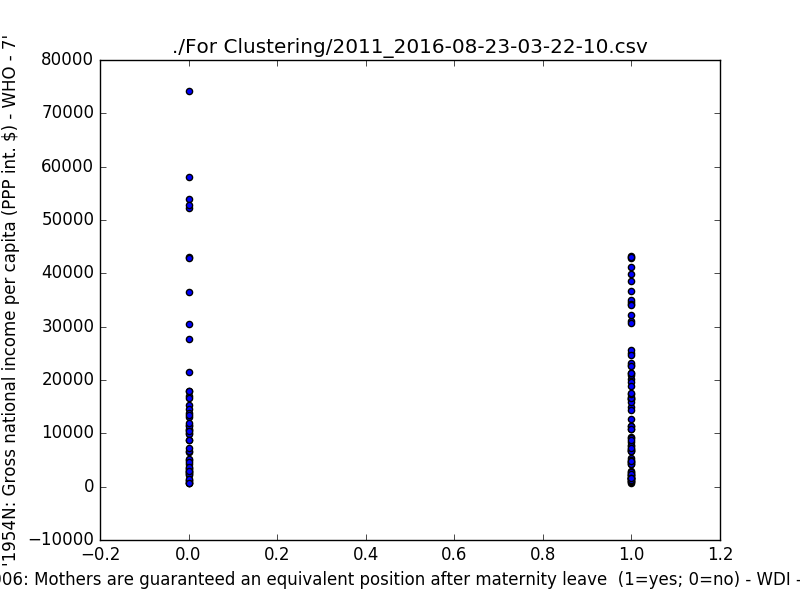 ./For Clustering/2011_2016-08-23-03-22-10.csv
'1954N: Gross national income per capita (PPP int. $) - WHO - 7'
80000
70000
60000
50000
40000
30000
20000
10000
0
−10000
−0.2 0.0 0.2 0.4 0.6 0.8 1.0 1.2
006: Mothers are guaranteed an equivalent position after maternity leave (1=yes; 0=no) - WDI -